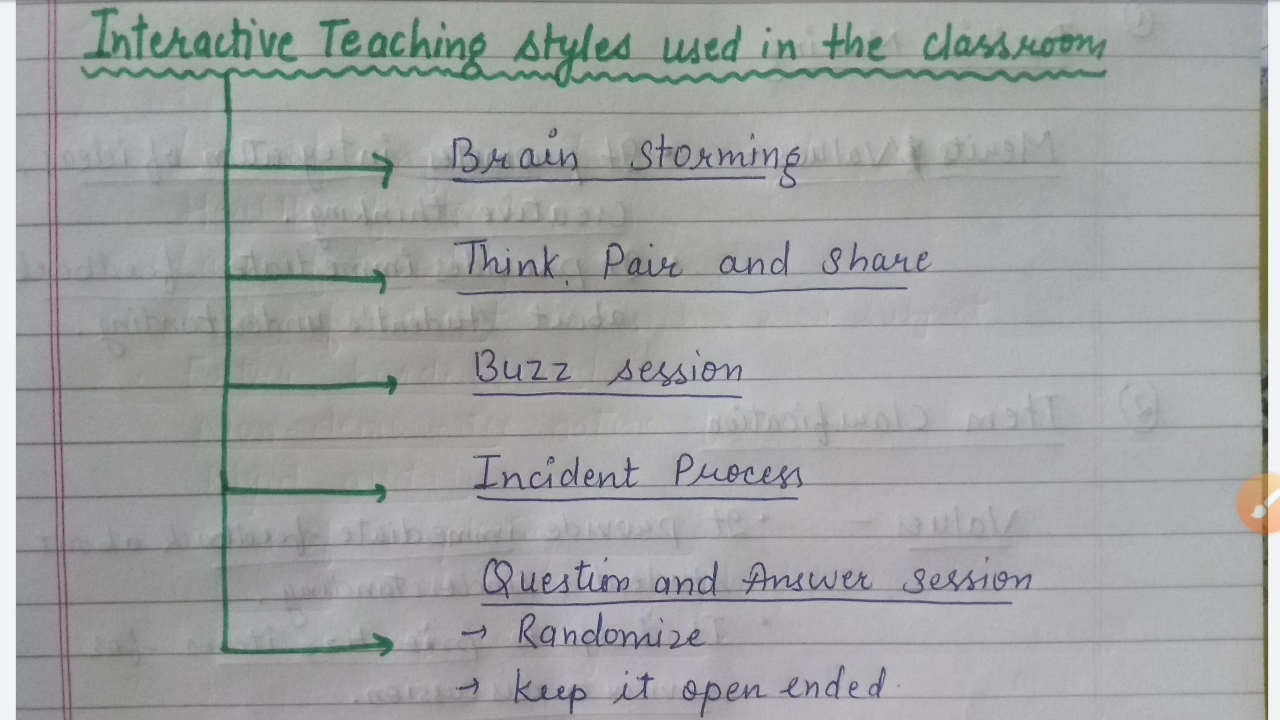 Interactive Teaching styles used in the classroom
Brain storming
Think, Pair and share
Buzz session
Incident Process
Question and Answer session
→ Randomize
→ keep it open ended.